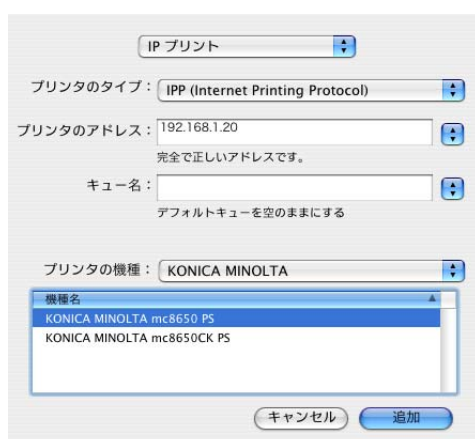 IP プリント
プリンタのタイプ： IPP (Internet Printing Protocol)
プリンタのアドレス： 192.168.1.20
完全で正しいアドレスです。
キュー名：
デフォルトキューを空のままにする
プリンタの機種： KONICA MINOLTA
機種名
KONICA MINOLTA mc8650 PS
KONICA MINOLTA mc8650CK PS
キャンセル 追加